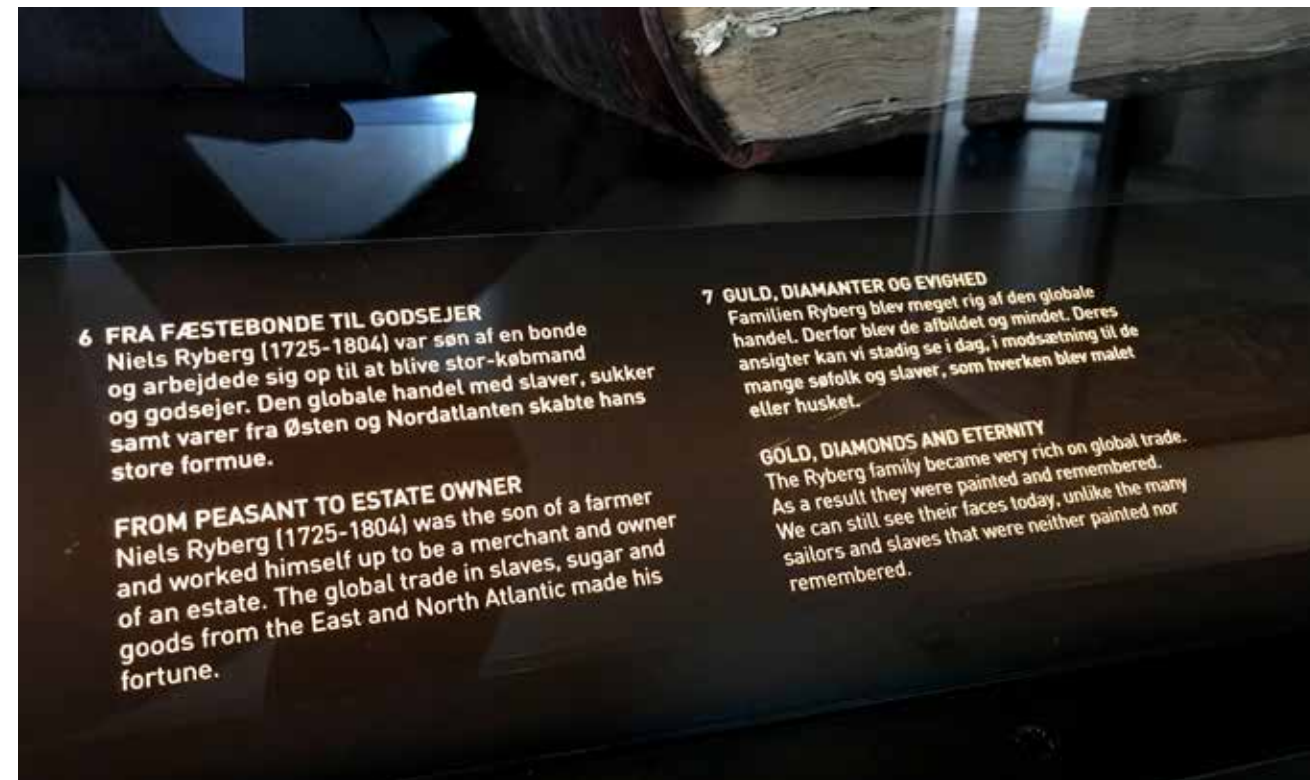 6 FRA FÆSTEBONDE TIL GODSEJER
Niels Ryberg (1725-1804) var søn af en bonde
og arbejdede sig op til at blive stor-købmand
og godsejer. Den globale handel med slaver, sukker
samt varer fra Østen og Nordatlanten skabte hans
store formue.
FROM PEASANT TO ESTATE OWNER
Niels Ryberg (1725-1804) was the son of a farmer
and worked himself up to be a merchant and owner
of an estate. The global trade in slaves, sugar and
goods from the East and North Atlantic made his
fortune.
7 GULD, DIAMANTER OG EVIGHED
Familien Ryberg blev meget rig af den globale
handel. Derfor blev de afbildet og mindet. Deres
ansigter kan vi stadig se i dag, i modsætning til de
mange søfolk og slaver, som hverken blev malet
eller husket.
GOLD, DIAMONDS AND ETERNITY
The Ryberg family became very rich on global trade.
As a result they were painted and remembered.
We can still see their faces today, unlike the many
sailors and slaves that were neither painted nor
remembered.